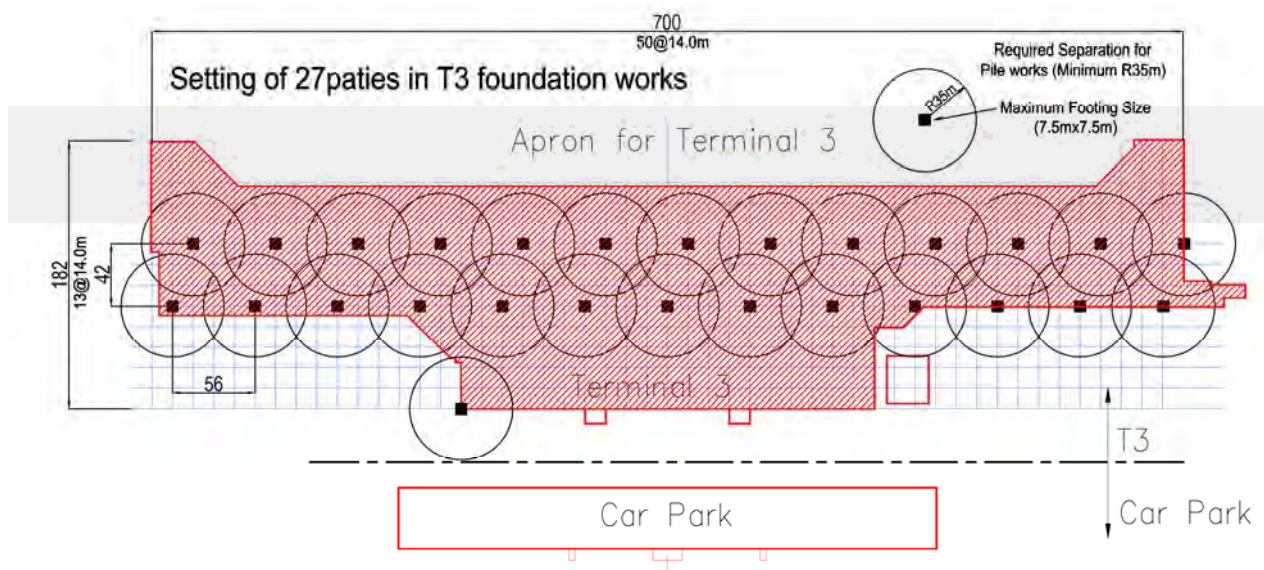 700
50@14.0m
Setting of 27paties in T3 foundation works
Required Separation for
Pile works (Minimum R35m)
R35m
Maximum Footing Size
(7.5mx7.5m)
Apron for Terminal 3
182
13@14.0m
42
56
Terminal 3
T3
Car Park
Car Park